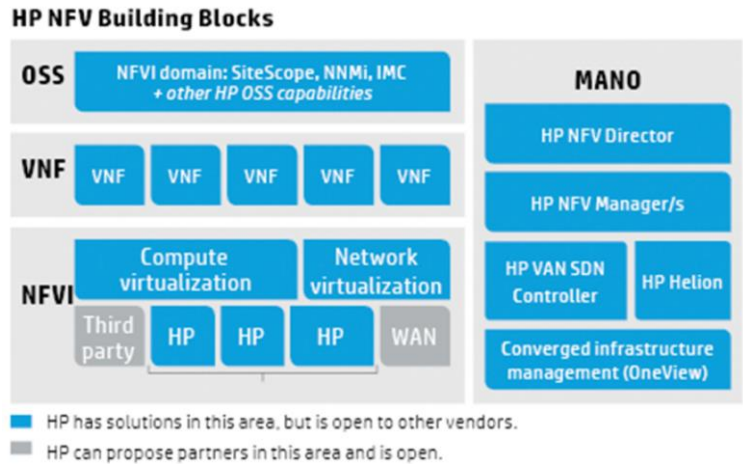 HP NFV Building Blocks
OSS
NFVI domain: SiteScope, NNMi, IMC
+ other HP OSS capabilities
VNF
VNF
VNF
VNF
VNF
VNF
NFVI
Compute
virtualization
Network
virtualization
Third
party
HP
HP
HP
WAN
MANO
HP NFV Director
HP NFV Manager/s
HP VAN SDN
Controller
HP Helion
Converged infrastructure
management (OneView)
HP has solutions in this area, but is open to other vendors.
HP can propose partners in this area and is open.